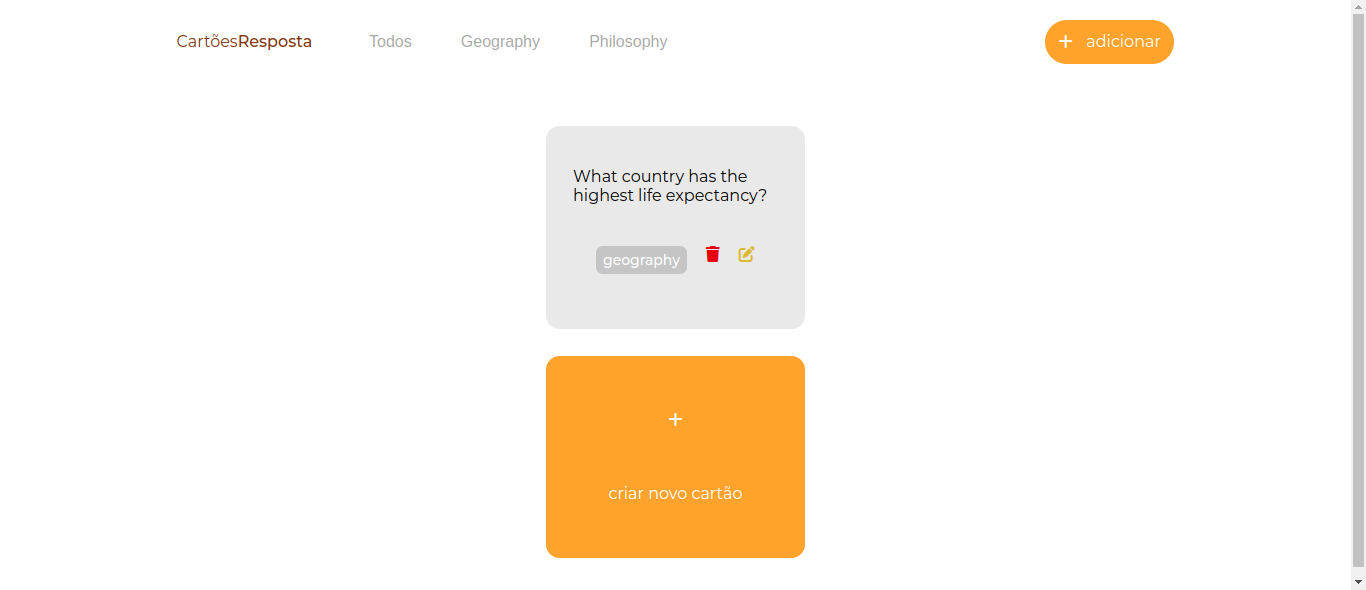 CartõesResposta Todos Geography Philosophy + adicionar
What country has the
highest life expectancy?
geography
+
criar novo cartão